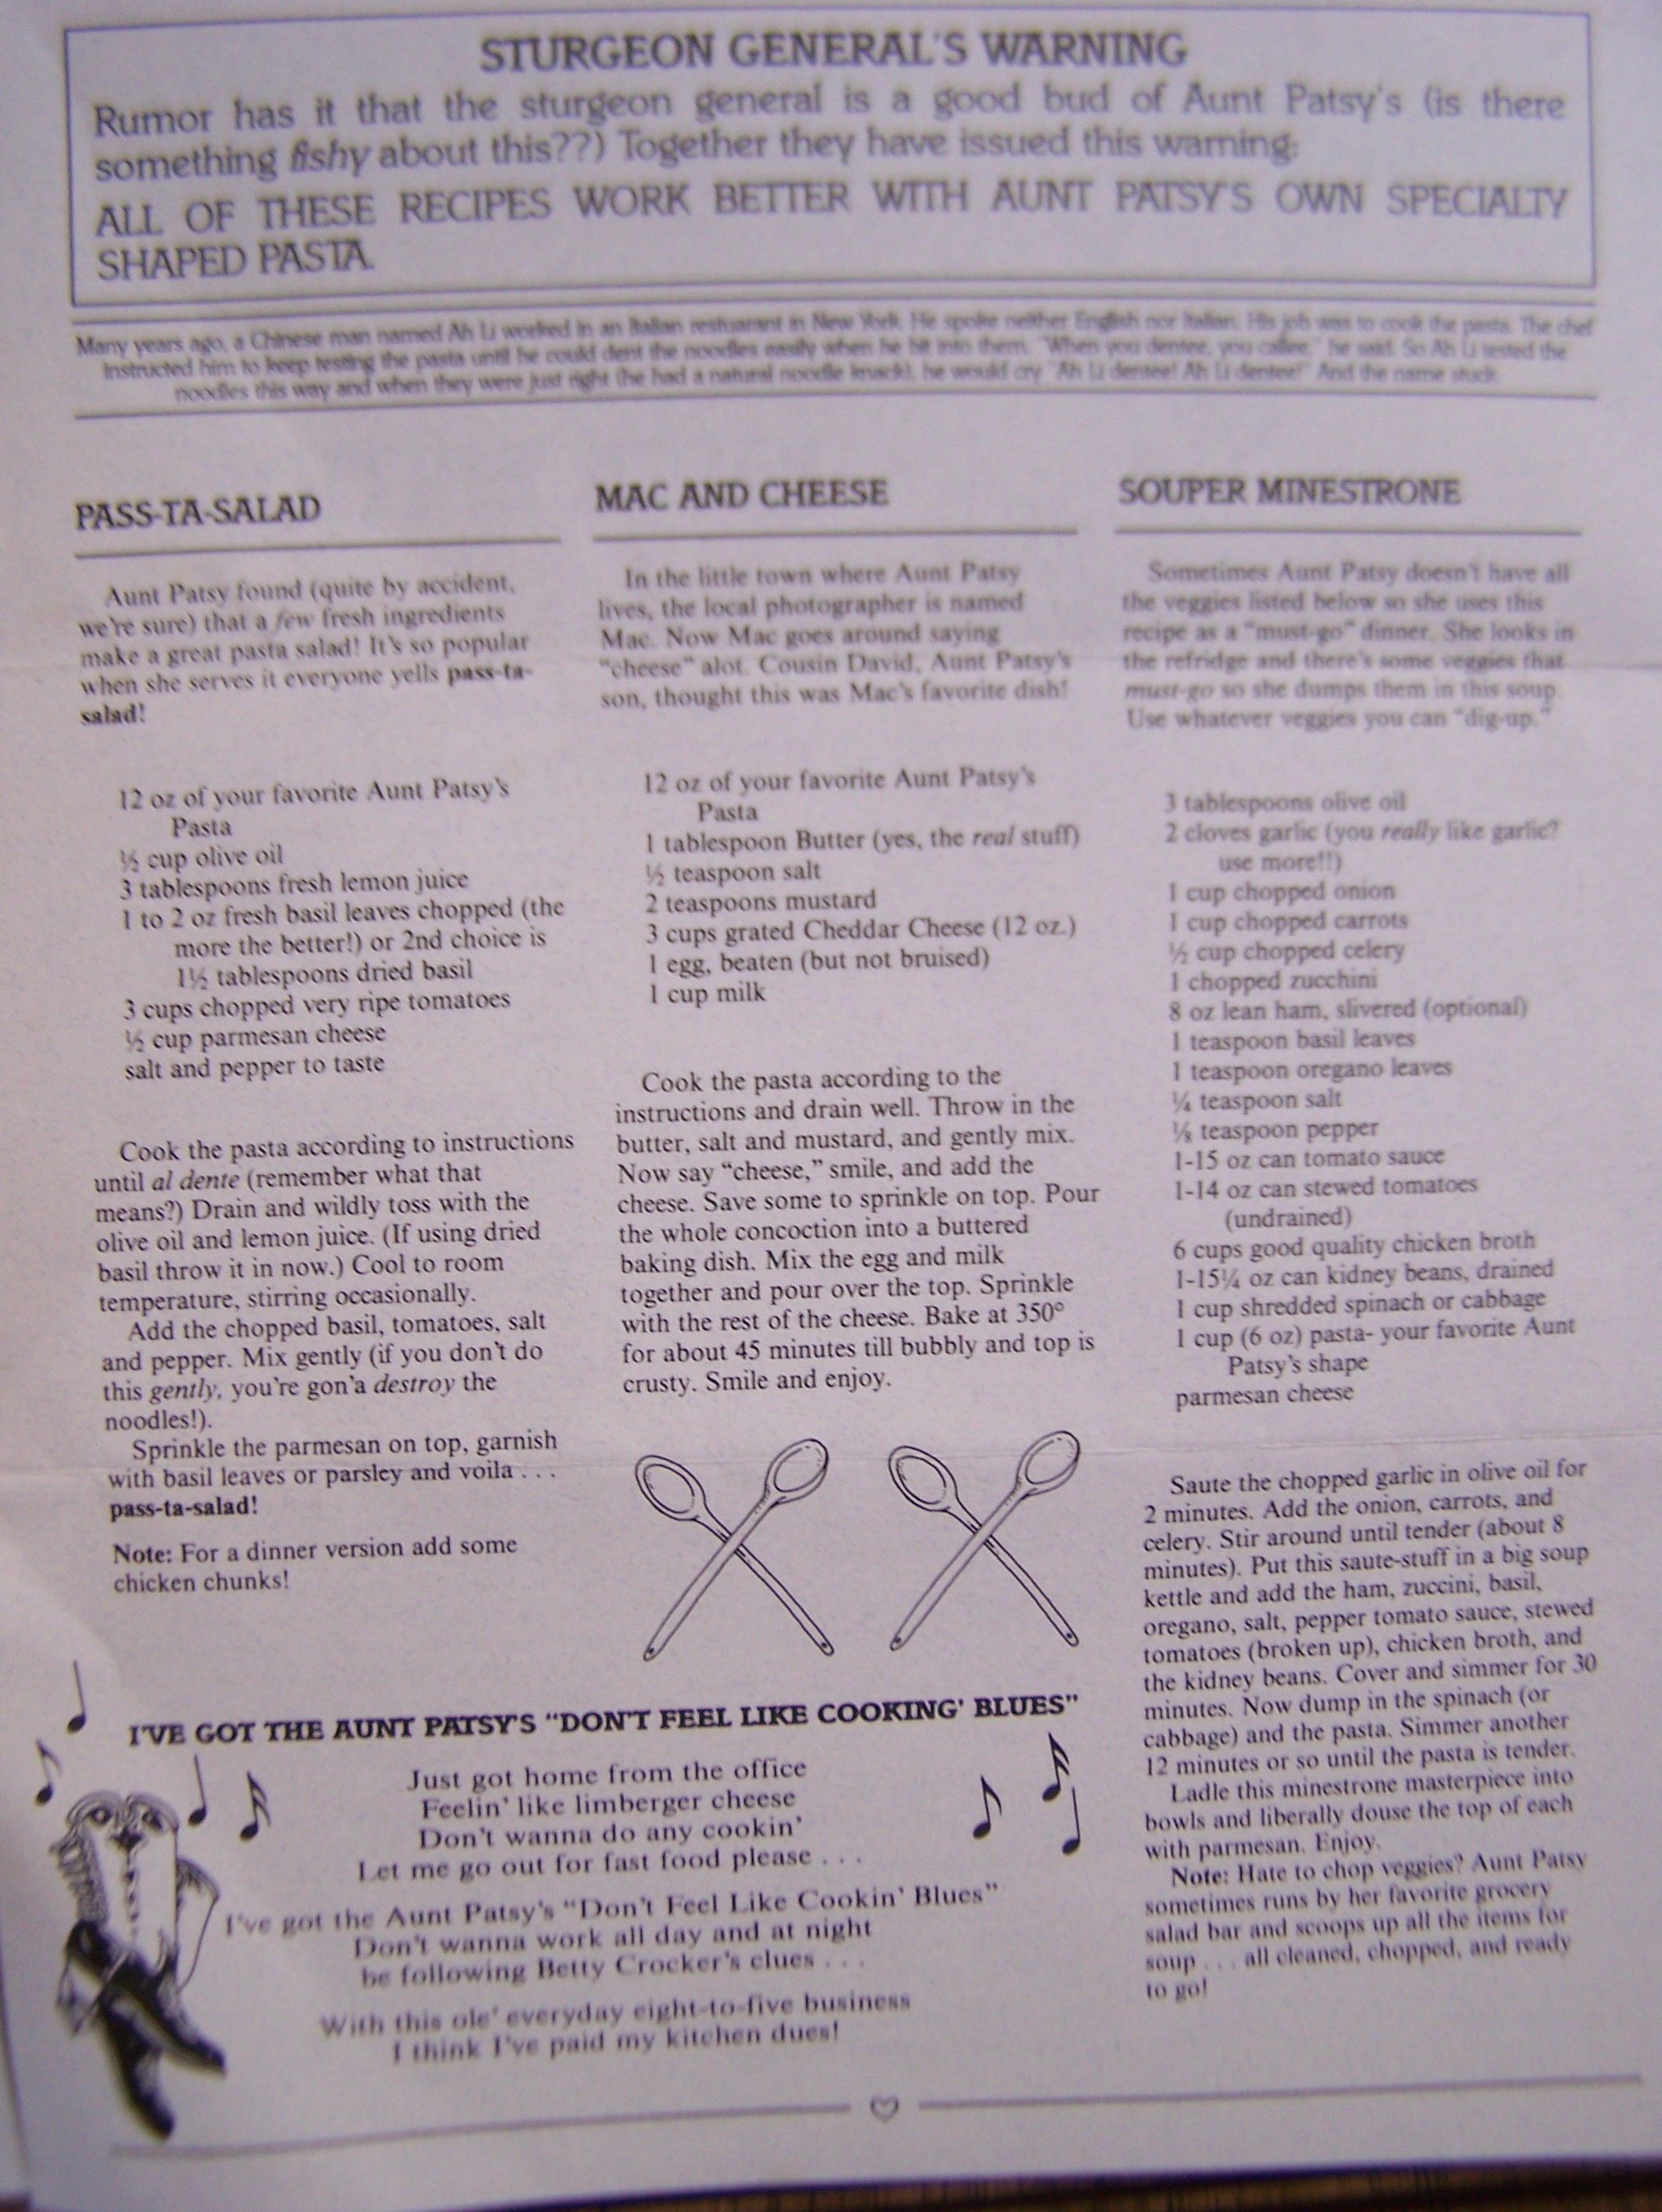 STURGEON GENERAL'S WARNING
Rumor has it that the sturgeon general is a good bud of Aunt Patsy's (is there
something fishy about this??) Together they have issued this warning:
ALL OF THESE RECIPES WORK BETTER WITH AUNT PATSY'S OWN SPECIALTY
SHAPED PASTA.
Many years ago, a Chinese man named Ah Li worked in an Italian restuarant in New York. He spoke neither English nor Italian. His job was to cook the pasta. The chef
instructed him to keep testing the pasta until he could dent the noodles easily when he bit into them. "When you dentee, you callee," he said. So Ah Li tested the
noodles this way and when they were just right (he had a natural noodle knack), he would cry "Ah Li dentee! Ah Li dentee!" And the name stuck.
PASS-TA-SALAD
Aunt Patsy found (quite by accident,
we're sure) that a few fresh ingredients
make a great pasta salad! It's so popular
when she serves it everyone yells pass-ta-
salad!
12 oz of your favorite Aunt Patsy's
Pasta
½ cup olive oil
3 tablespoons fresh lemon juice
1 to 2 oz fresh basil leaves chopped (the
more the better!) or 2nd choice is
1½ tablespoons dried basil
3 cups chopped very ripe tomatoes
½ cup parmesan cheese
salt and pepper to taste
Cook the pasta according to instructions
until al dente (remember what that
means?) Drain and wildly toss with the
olive oil and lemon juice. (If using dried
basil throw it in now.) Cool to room
temperature, stirring occasionally.
Add the chopped basil, tomatoes, salt
and pepper. Mix gently (if you don't do
this gently, you're gon'a destroy the
noodles!).
Sprinkle the parmesan on top, garnish
with basil leaves or parsley and voila . . .
pass-ta-salad!
Note: For a dinner version add some
chicken chunks!
MAC AND CHEESE
In the little town where Aunt Patsy
lives, the local photographer is named
Mac. Now Mac goes around saying
"cheese" alot. Cousin David, Aunt Patsy's
son, thought this was Mac's favorite dish!
12 oz of your favorite Aunt Patsy's
Pasta
1 tablespoon Butter (yes, the real stuff)
½ teaspoon salt
2 teaspoons mustard
3 cups grated Cheddar Cheese (12 oz.)
1 egg, beaten (but not bruised)
1 cup milk
Cook the pasta according to the
instructions and drain well. Throw in the
butter, salt and mustard, and gently mix.
Now say "cheese," smile, and add the
cheese. Save some to sprinkle on top. Pour
the whole concoction into a buttered
baking dish. Mix the egg and milk
together and pour over the top. Sprinkle
with the rest of the cheese. Bake at 350°
for about 45 minutes till bubbly and top is
crusty. Smile and enjoy.
SOUPER MINESTRONE
Sometimes Aunt Patsy doesn't have all
the veggies listed below so she uses this
recipe as a "must-go" dinner. She looks in
the refridge and there's some veggies that
must-go so she dumps them in this soup.
Use whatever veggies you can "dig-up."
3 tablespoons olive oil
2 cloves garlic (you really like garlic?
use more!!)
1 cup chopped onion
1 cup chopped carrots
½ cup chopped celery
1 chopped zucchini
8 oz lean ham, slivered (optional)
1 teaspoon basil leaves
1 teaspoon oregano leaves
¼ teaspoon salt
⅛ teaspoon pepper
1-15 oz can tomato sauce
1-14 oz can stewed tomatoes
(undrained)
6 cups good quality chicken broth
1-15¼ oz can kidney beans, drained
1 cup shredded spinach or cabbage
1 cup (6 oz) pasta- your favorite Aunt
Patsy's shape
parmesan cheese
Saute the chopped garlic in olive oil for
2 minutes. Add the onion, carrots, and
celery. Stir around until tender (about 8
minutes). Put this saute-stuff in a big soup
kettle and add the ham, zuccini, basil,
oregano, salt, pepper tomato sauce, stewed
tomatoes (broken up), chicken broth, and
the kidney beans. Cover and simmer for 30
minutes. Now dump in the spinach (or
cabbage) and the pasta. Simmer another
12 minutes or so until the pasta is tender.
Ladle this minestrone masterpiece into
bowls and liberally douse the top of each
with parmesan. Enjoy.
Note: Hate to chop veggies? Aunt Patsy
sometimes runs by her favorite grocery
salad bar and scoops up all the items for
soup . . . all cleaned, chopped, and ready
to go!
I'VE GOT THE AUNT PATSY'S "DON'T FEEL LIKE COOKING' BLUES"
Just got home from the office
Feelin' like limberger cheese
Don't wanna do any cookin'
Let me go out for fast food please . . .
I've got the Aunt Patsy's "Don't Feel Like Cookin' Blues"
Don't wanna work all day and at night
be following Betty Crocker's clues . . .
With this ole' everyday eight-to-five business
I think I've paid my kitchen dues!